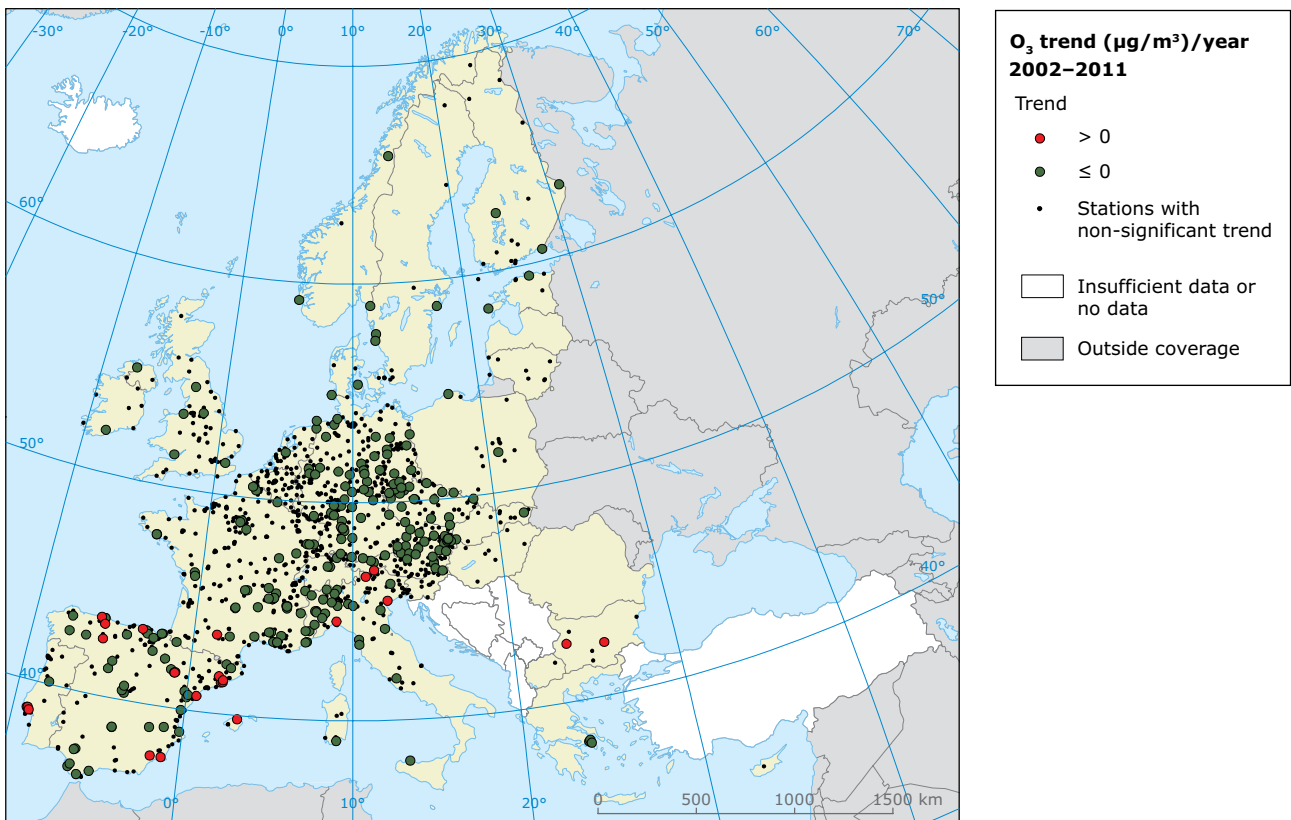 -30°
-20°
-10°
0°
10°
20°
30°
40°
60°
70°
60°
50°
50°
40°
40°
0°
10°
20°
0 500 1000 1500 km
O₃ trend (µg/m³)/year
2002–2011
Trend
> 0
≤ 0
Stations with
non-significant trend
Insufficient data or
no data
Outside coverage